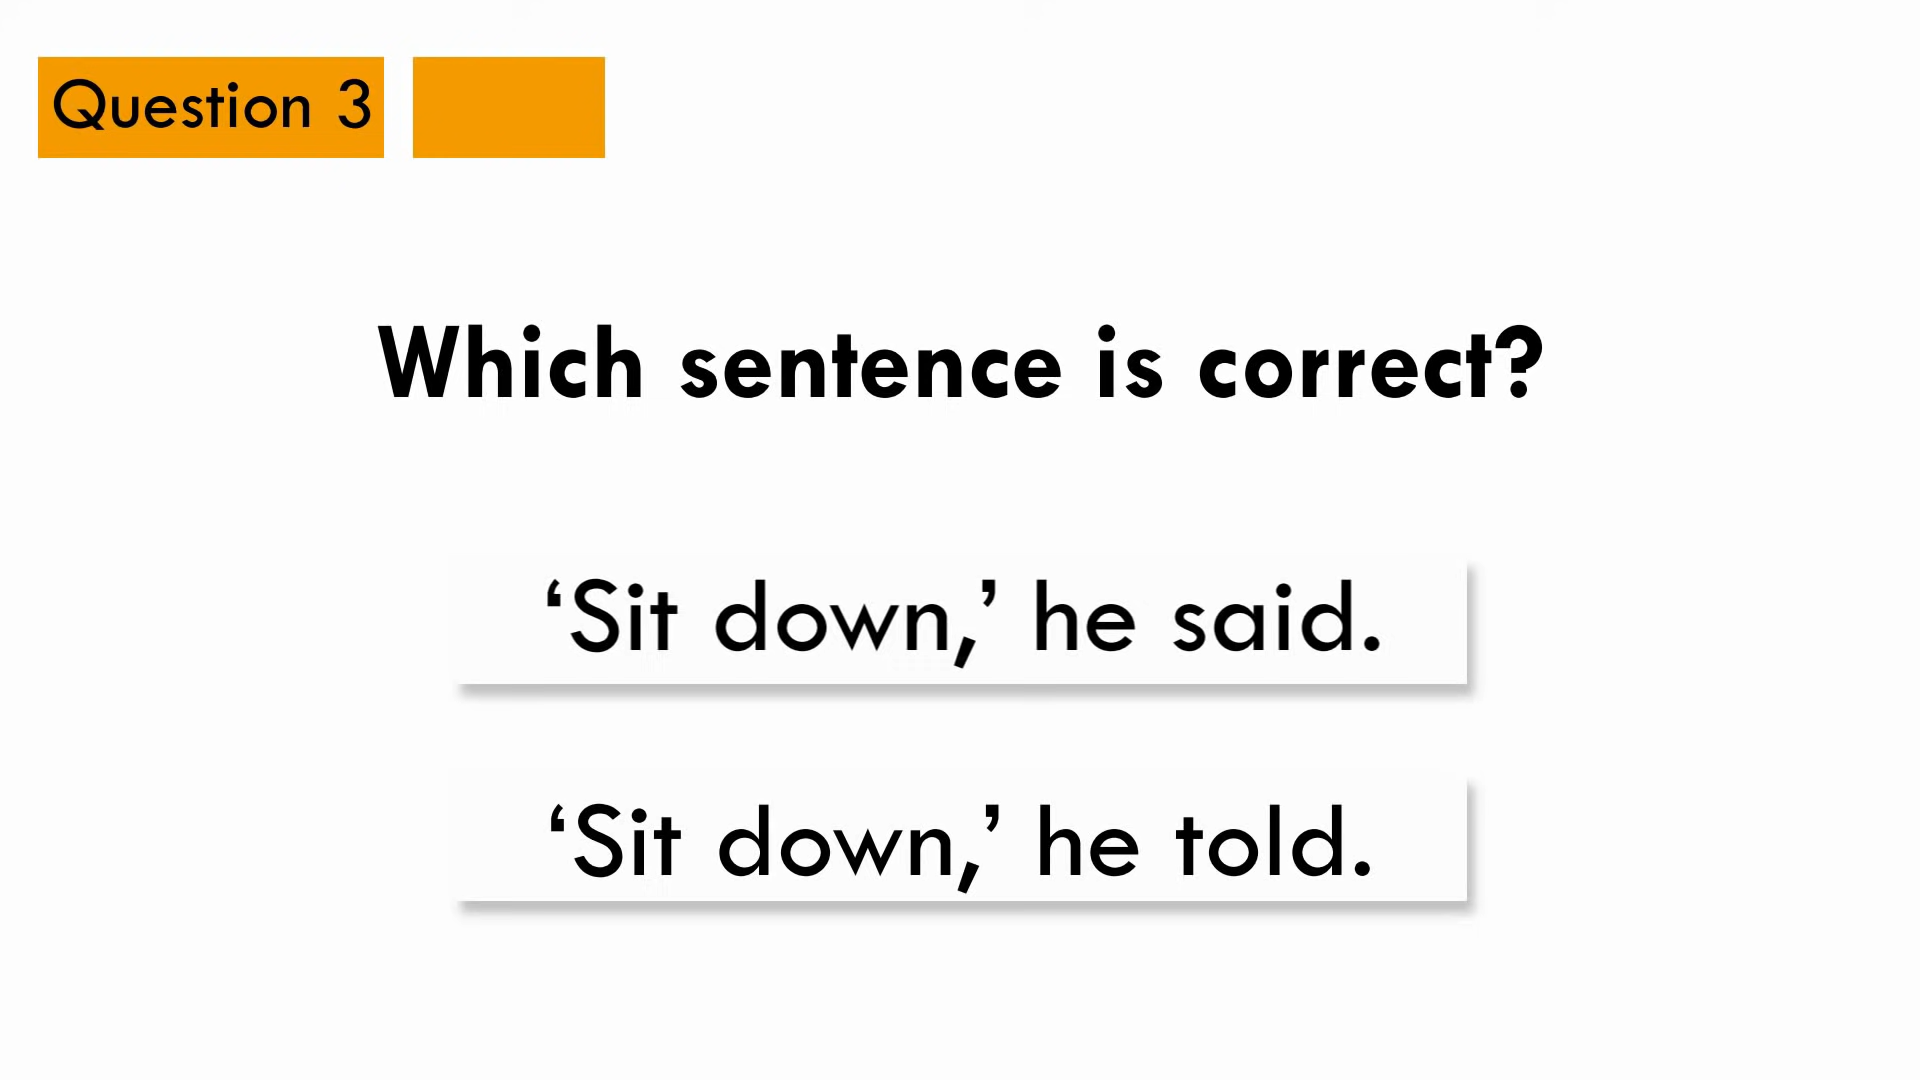 Question 3
Which sentence is correct?
‘Sit down,’ he said.
‘Sit down,’ he told.